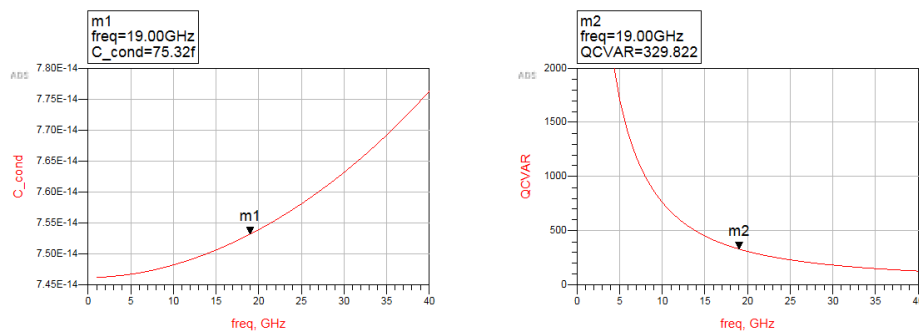 m1
freq=19.00GHz
C_cond=75.32f
ADS
7.80E-14
7.75E-14
7.70E-14
7.65E-14
7.60E-14
7.55E-14
7.50E-14
7.45E-14
C_cond
m1
0 5 10 15 20 25 30 35 40
freq, GHz
m2
freq=19.00GHz
QCVAR=329.822
ADS
2000
1500
1000
500
0
QCVAR
m2
0 5 10 15 20 25 30 35 40
freq, GHz